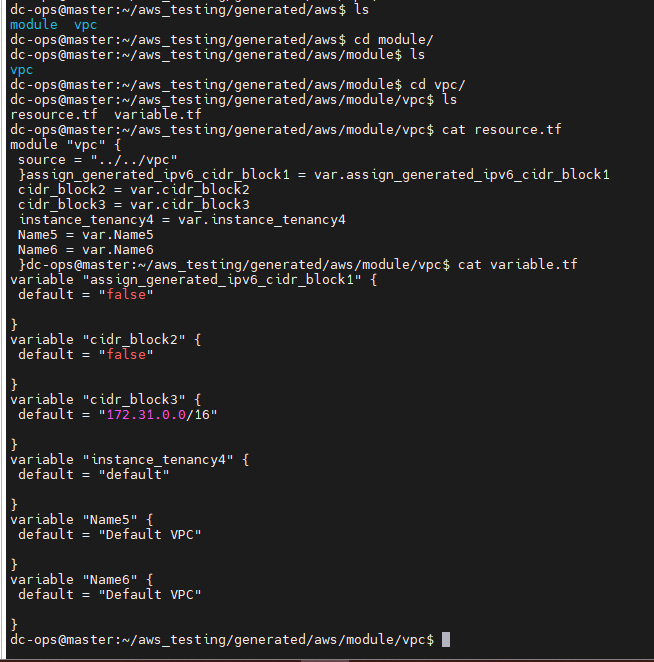 dc-ops@master:~/aws_testing/generated/aws$ ls
module  vpc
dc-ops@master:~/aws_testing/generated/aws$ cd module/
dc-ops@master:~/aws_testing/generated/aws/module$ ls
vpc
dc-ops@master:~/aws_testing/generated/aws/module$ cd vpc/
dc-ops@master:~/aws_testing/generated/aws/module/vpc$ ls
resource.tf  variable.tf
dc-ops@master:~/aws_testing/generated/aws/module/vpc$ cat resource.tf
module "vpc" {
 source = "../../vpc"
 }assign_generated_ipv6_cidr_block1 = var.assign_generated_ipv6_cidr_block1
 cidr_block2 = var.cidr_block2
 cidr_block3 = var.cidr_block3
 instance_tenancy4 = var.instance_tenancy4
 Name5 = var.Name5
 Name6 = var.Name6
 }dc-ops@master:~/aws_testing/generated/aws/module/vpc$ cat variable.tf
variable "assign_generated_ipv6_cidr_block1" {
 default = "false"
}
variable "cidr_block2" {
 default = "false"
}
variable "cidr_block3" {
 default = "172.31.0.0/16"
}
variable "instance_tenancy4" {
 default = "default"
}
variable "Name5" {
 default = "Default VPC"
}
variable "Name6" {
 default = "Default VPC"
}
dc-ops@master:~/aws_testing/generated/aws/module/vpc$